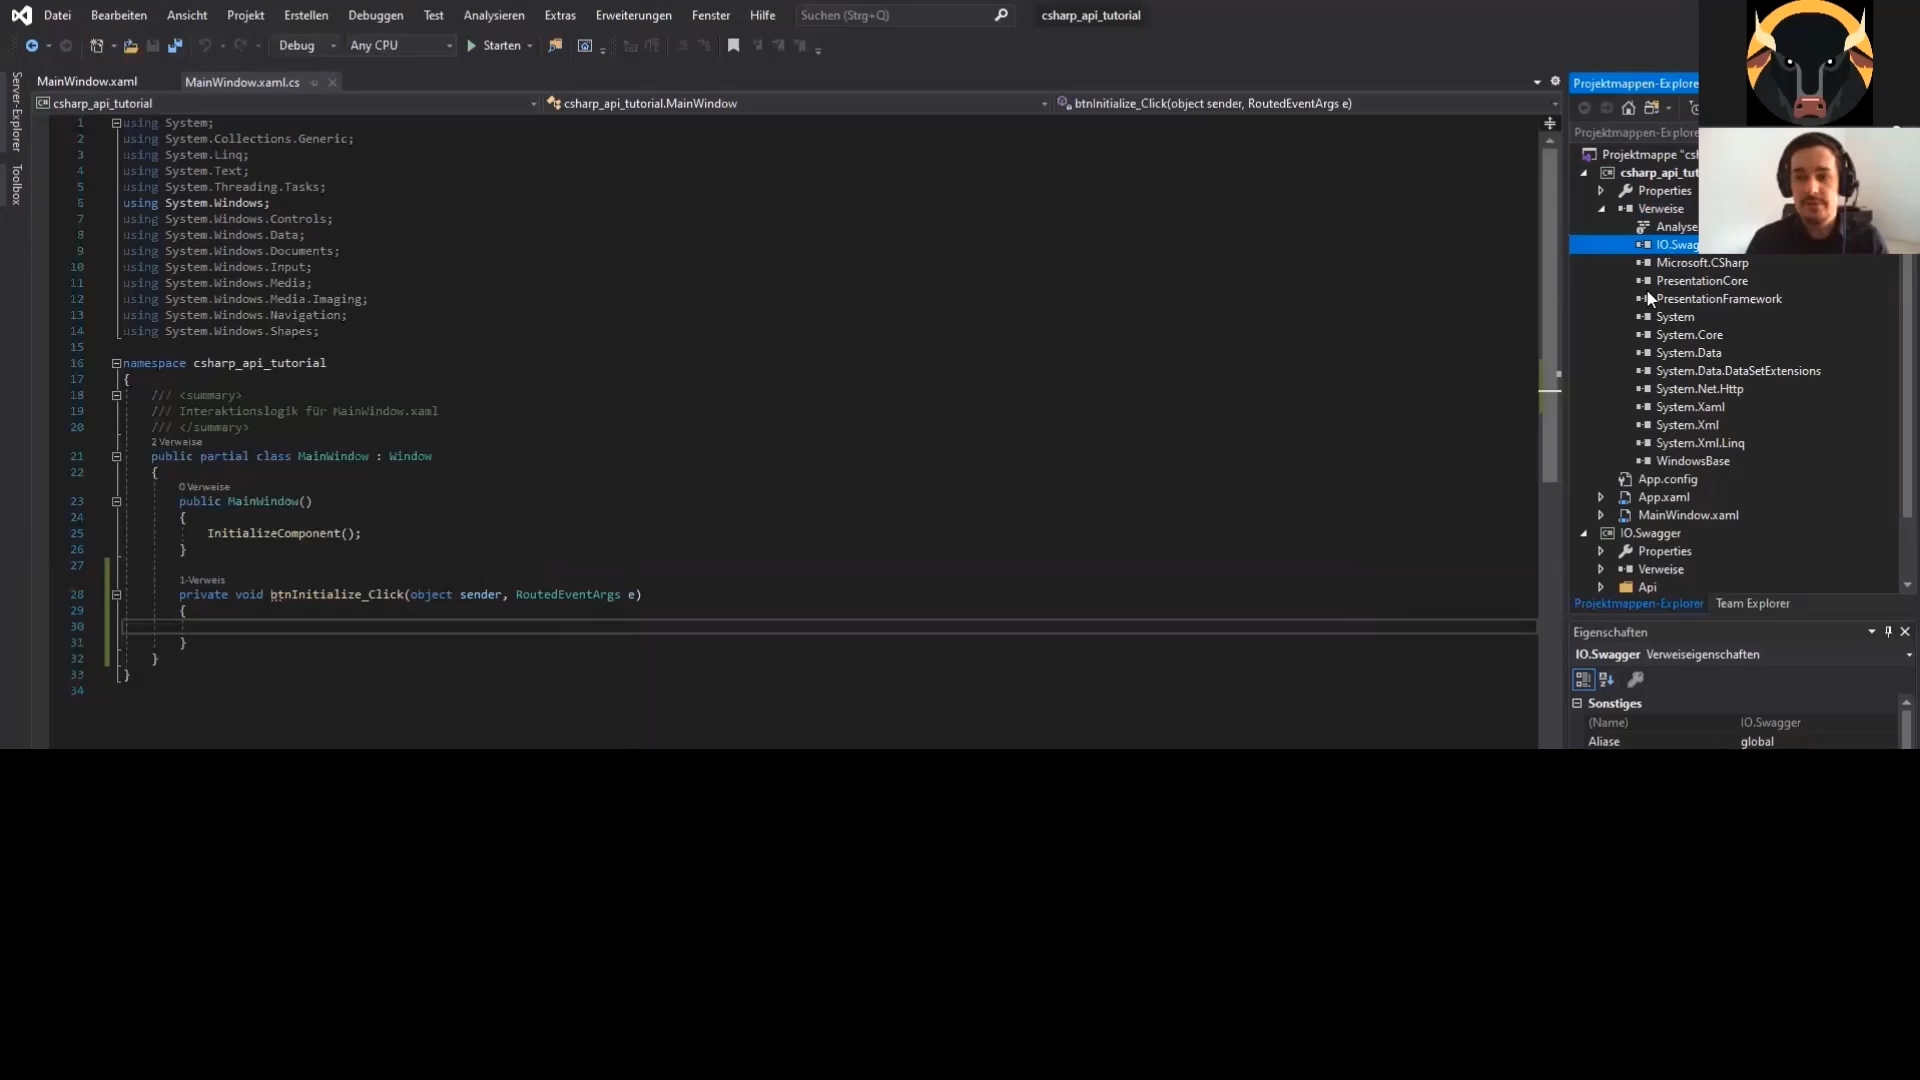 Datei Bearbeiten Ansicht Projekt Erstellen Debuggen Test Analysieren Extras Erweiterungen Fenster Hilfe Suchen (Strg+Q) csharp_api_tutorial
Debug Any CPU Starten
Server-Explorer
Toolbox
MainWindow.xaml MainWindow.xaml.cs
csharp_api_tutorial csharp_api_tutorial.MainWindow btnInitialize_Click(object sender, RoutedEventArgs e)
1 using System;
2 using System.Collections.Generic;
3 using System.Linq;
4 using System.Text;
5 using System.Threading.Tasks;
6 using System.Windows;
7 using System.Windows.Controls;
8 using System.Windows.Data;
9 using System.Windows.Documents;
10 using System.Windows.Input;
11 using System.Windows.Media;
12 using System.Windows.Media.Imaging;
13 using System.Windows.Navigation;
14 using System.Windows.Shapes;
15
16 namespace csharp_api_tutorial
17 {
18 /// <summary>
19 /// Interaktionslogik für MainWindow.xaml
20 /// </summary>
2 Verweise
21 public partial class MainWindow : Window
22 {
0 Verweise
23 public MainWindow()
24 {
25 InitializeComponent();
26 }
27
1-Verweis
28 private void btnInitialize_Click(object sender, RoutedEventArgs e)
29 {
30
31 }
32 }
33 }
34
Projektmappen-Explorer
Projektmappen-Explore
Projektmappe "csh
csharp_api_tut
Properties
Verweise
Analyse
IO.Swag
Microsoft.CSharp
PresentationCore
PresentationFramework
System
System.Core
System.Data
System.Data.DataSetExtensions
System.Net.Http
System.Xaml
System.Xml
System.Xml.Linq
WindowsBase
App.config
App.xaml
MainWindow.xaml
IO.Swagger
Properties
Verweise
Api
Projektmappen-Explorer Team Explorer
Eigenschaften
IO.Swagger Verweiseigenschaften
Sonstiges
(Name) IO.Swagger
Aliase global